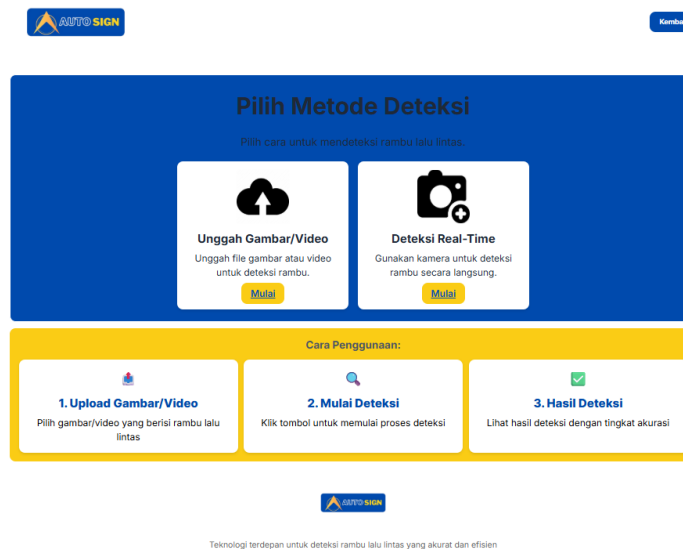 AUTO SIGN
Pilih Metode Deteksi
Pilih cara untuk mendeteksi rambu lalu lintas.
Unggah Gambar/Video
Unggah file gambar atau video
untuk deteksi rambu.
Mulai
Deteksi Real-Time
Gunakan kamera untuk deteksi
rambu secara langsung.
Mulai
Cara Penggunaan:
1. Upload Gambar/Video
Pilih gambar/video yang berisi rambu lalu
lintas
2. Mulai Deteksi
Klik tombol untuk memulai proses deteksi
3. Hasil Deteksi
Lihat hasil deteksi dengan tingkat akurasi
AUTO SIGN
Teknologi terdepan untuk deteksi rambu lalu lintas yang akurat dan efisien